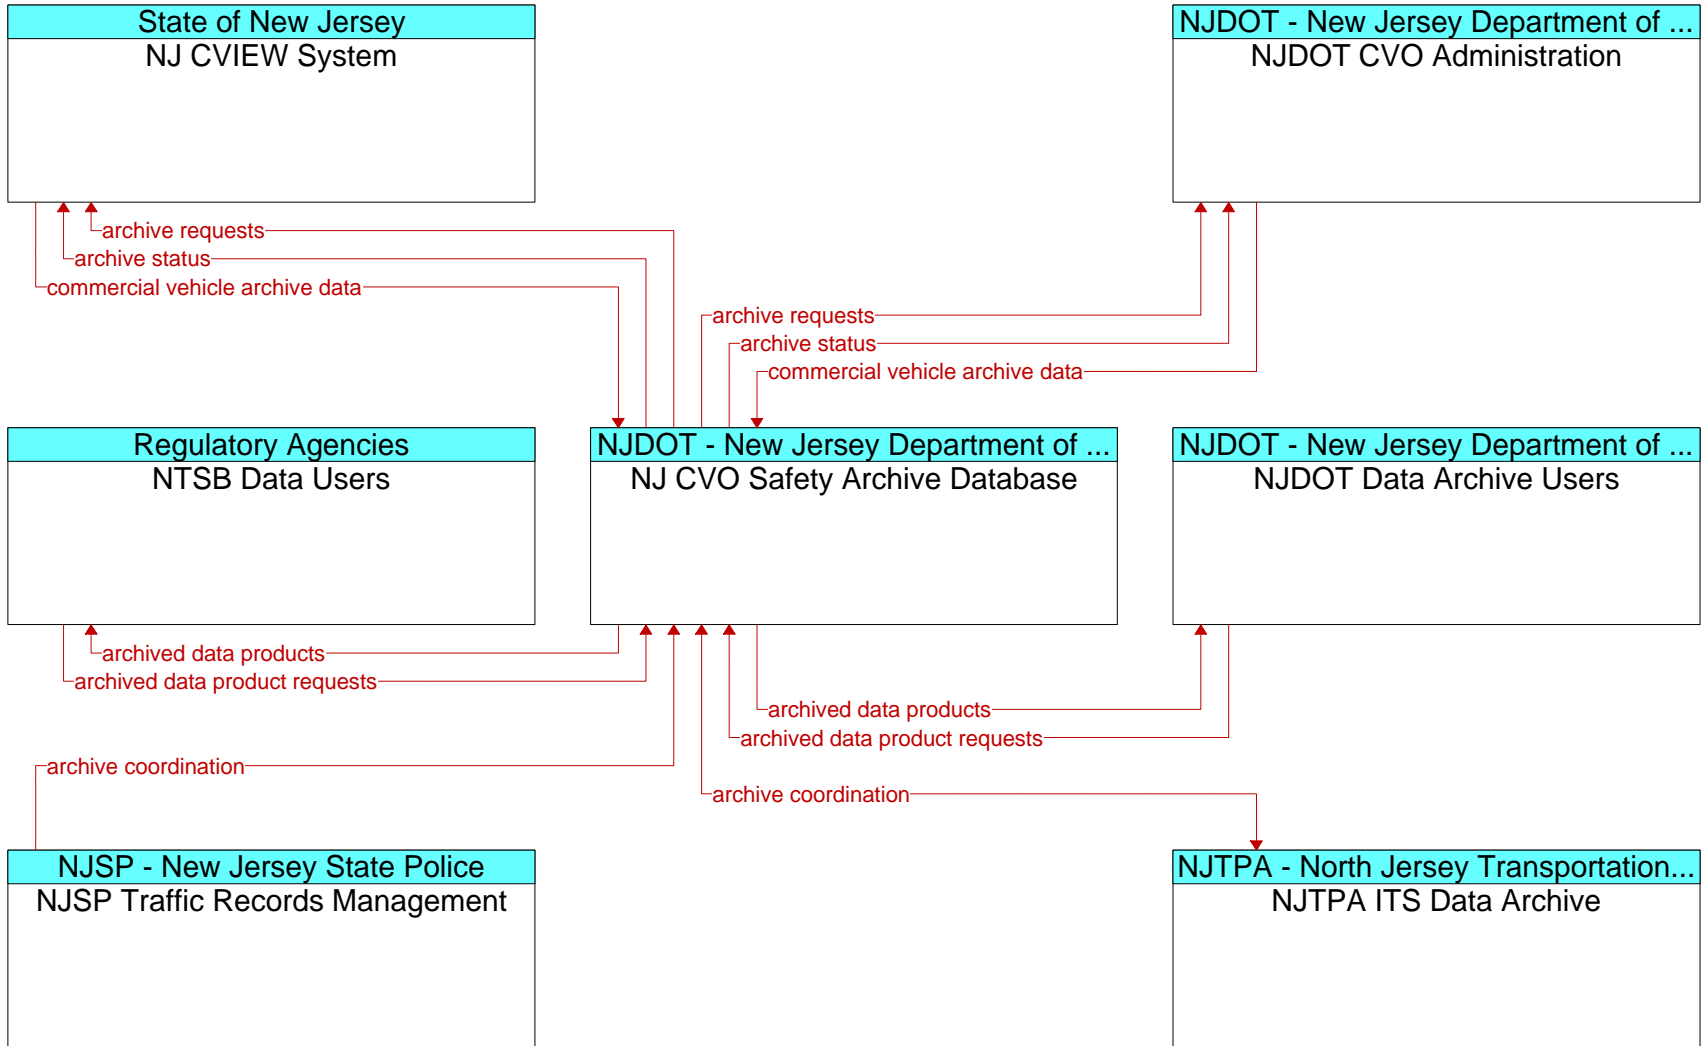 State of New Jersey
NJ CVIEW System
NJDOT - New Jersey Department of ...
NJDOT CVO Administration
archive requests
archive status
commercial vehicle archive data
archive requests
archive status
commercial vehicle archive data
Regulatory Agencies
NTSB Data Users
NJDOT - New Jersey Department of ...
NJ CVO Safety Archive Database
NJDOT - New Jersey Department of ...
NJDOT Data Archive Users
archived data products
archived data product requests
archived data products
archived data product requests
archive coordination
archive coordination
NJSP - New Jersey State Police
NJSP Traffic Records Management
NJTPA - North Jersey Transportation...
NJTPA ITS Data Archive